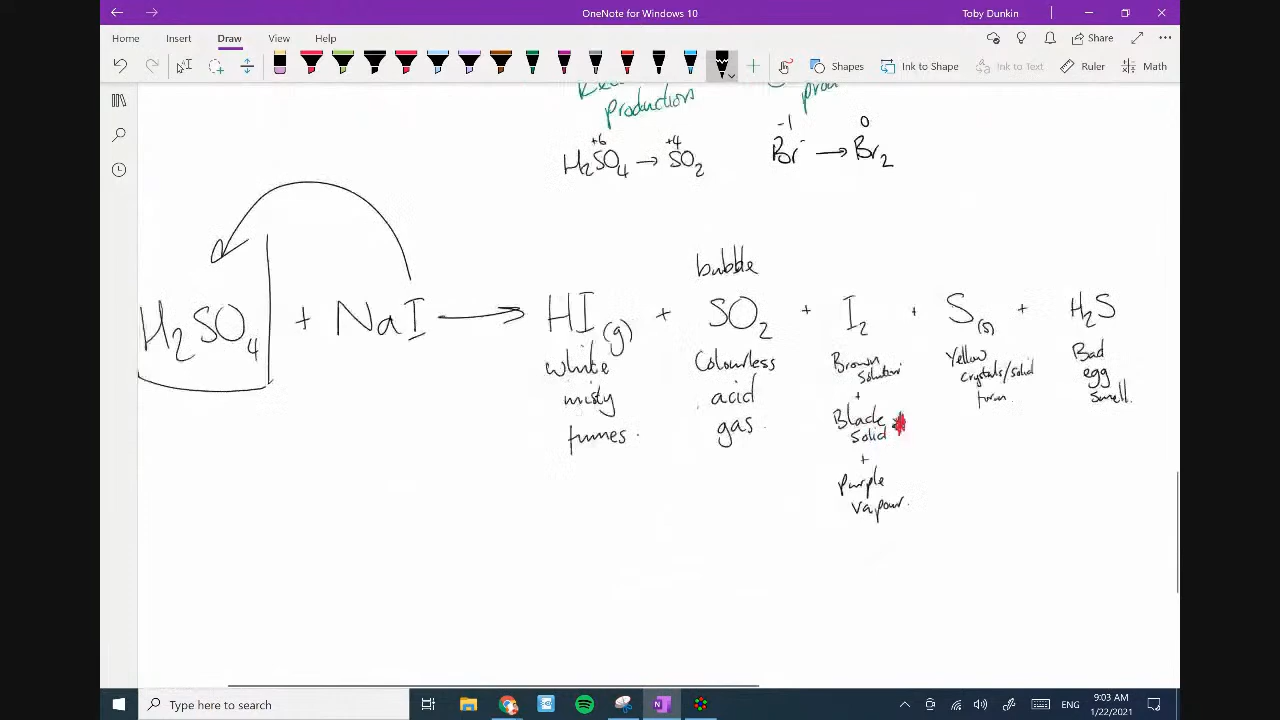 OneNote for Windows 10
Toby Dunkin
Home Insert Draw View Help
Share
Shapes Ink to Shape Ink to Text Ruler Math
production
-1 0
+6 +4
H2SO4 → SO2
Br⁻ → Br2
bubble
H2SO4 + NaI → HI(g) + SO2 + I2 + S(s) + H2S
white
misty
fumes.
Colourless
acid
gas.
Brown
solution
+
Black
solid *
+
Purple
vapour.
Yellow
crystals/solid
Bad
egg
smell.
Type here to search
ENG
9:03 AM
1/22/2021